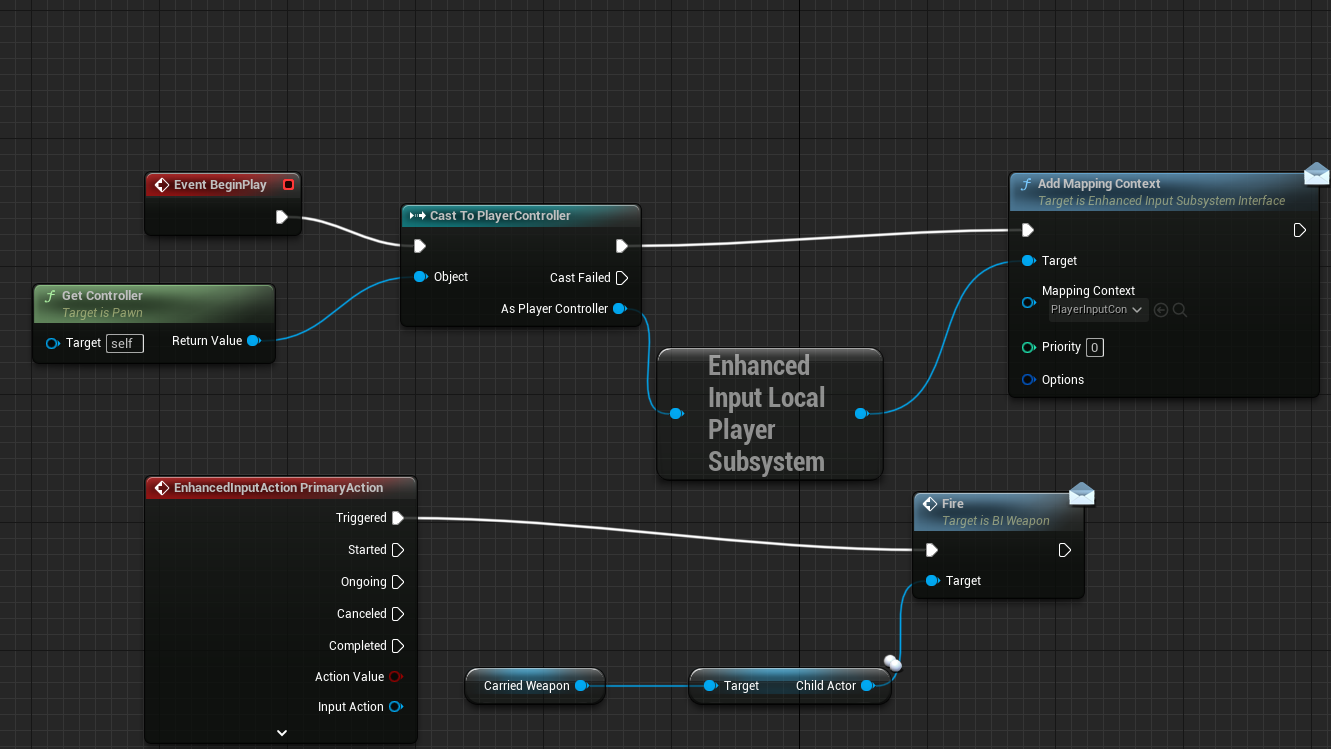 Event BeginPlay
Cast To PlayerController
Object
Cast Failed
As Player Controller
Get Controller
Target is Pawn
Target self
Return Value
Enhanced
Input Local
Player
Subsystem
Add Mapping Context
Target is Enhanced Input Subsystem Interface
Target
Mapping Context
PlayerInputCon
Priority 0
Options
EnhancedInputAction PrimaryAction
Triggered
Started
Ongoing
Canceled
Completed
Action Value
Input Action
Carried Weapon
Target Child Actor
Fire
Target is BI Weapon
Target